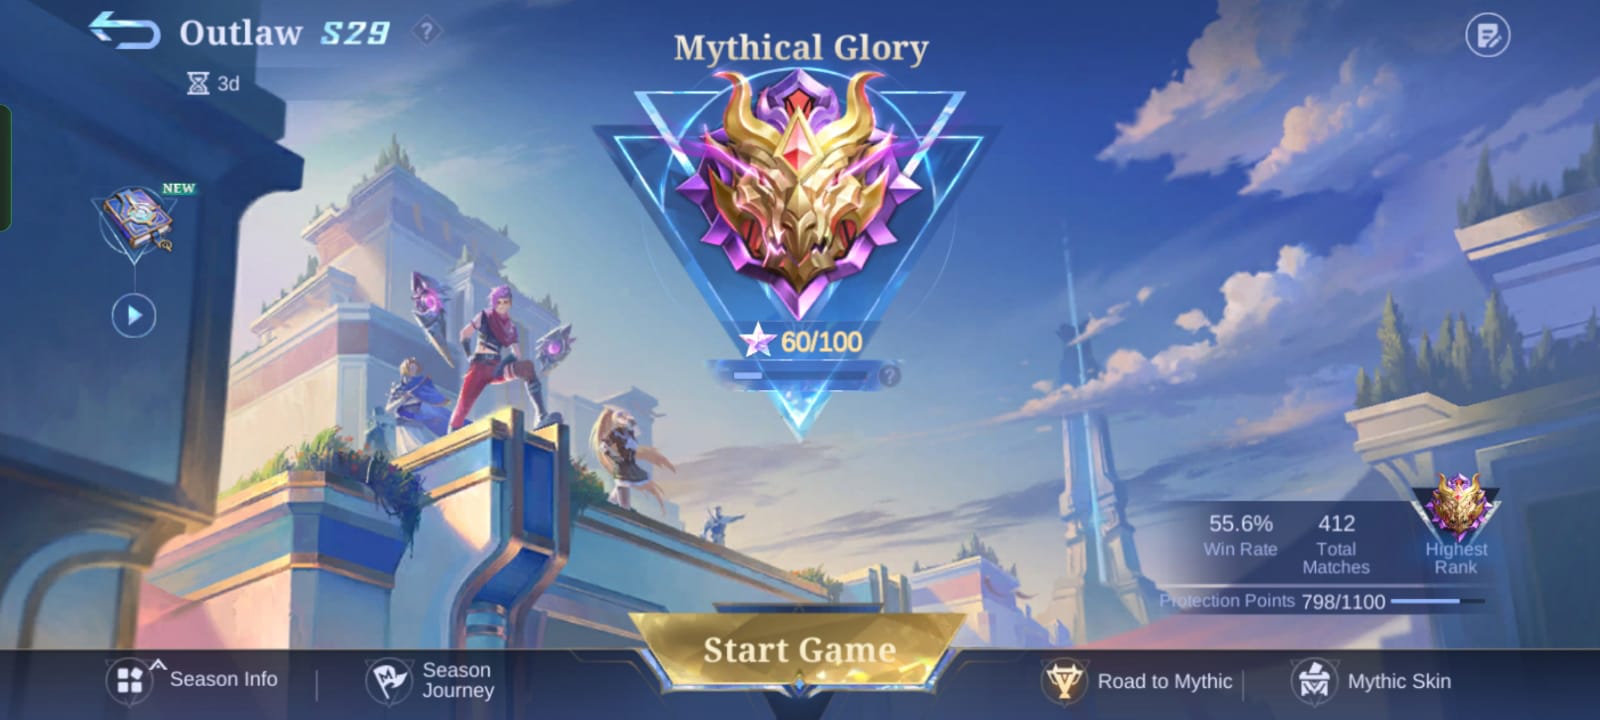 Outlaw S29 ?
3d
Mythical Glory
NEW
60/100
?
55.6%
Win Rate
412
Total
Matches
Highest
Rank
Protection Points 798/1100
Start Game
Season Info
Season
Journey
Road to Mythic
Mythic Skin